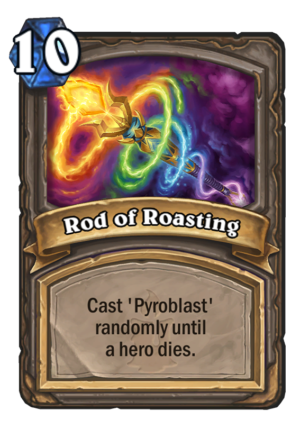 10
Rod of Roasting
Cast 'Pyroblast'
randomly until
a hero dies.